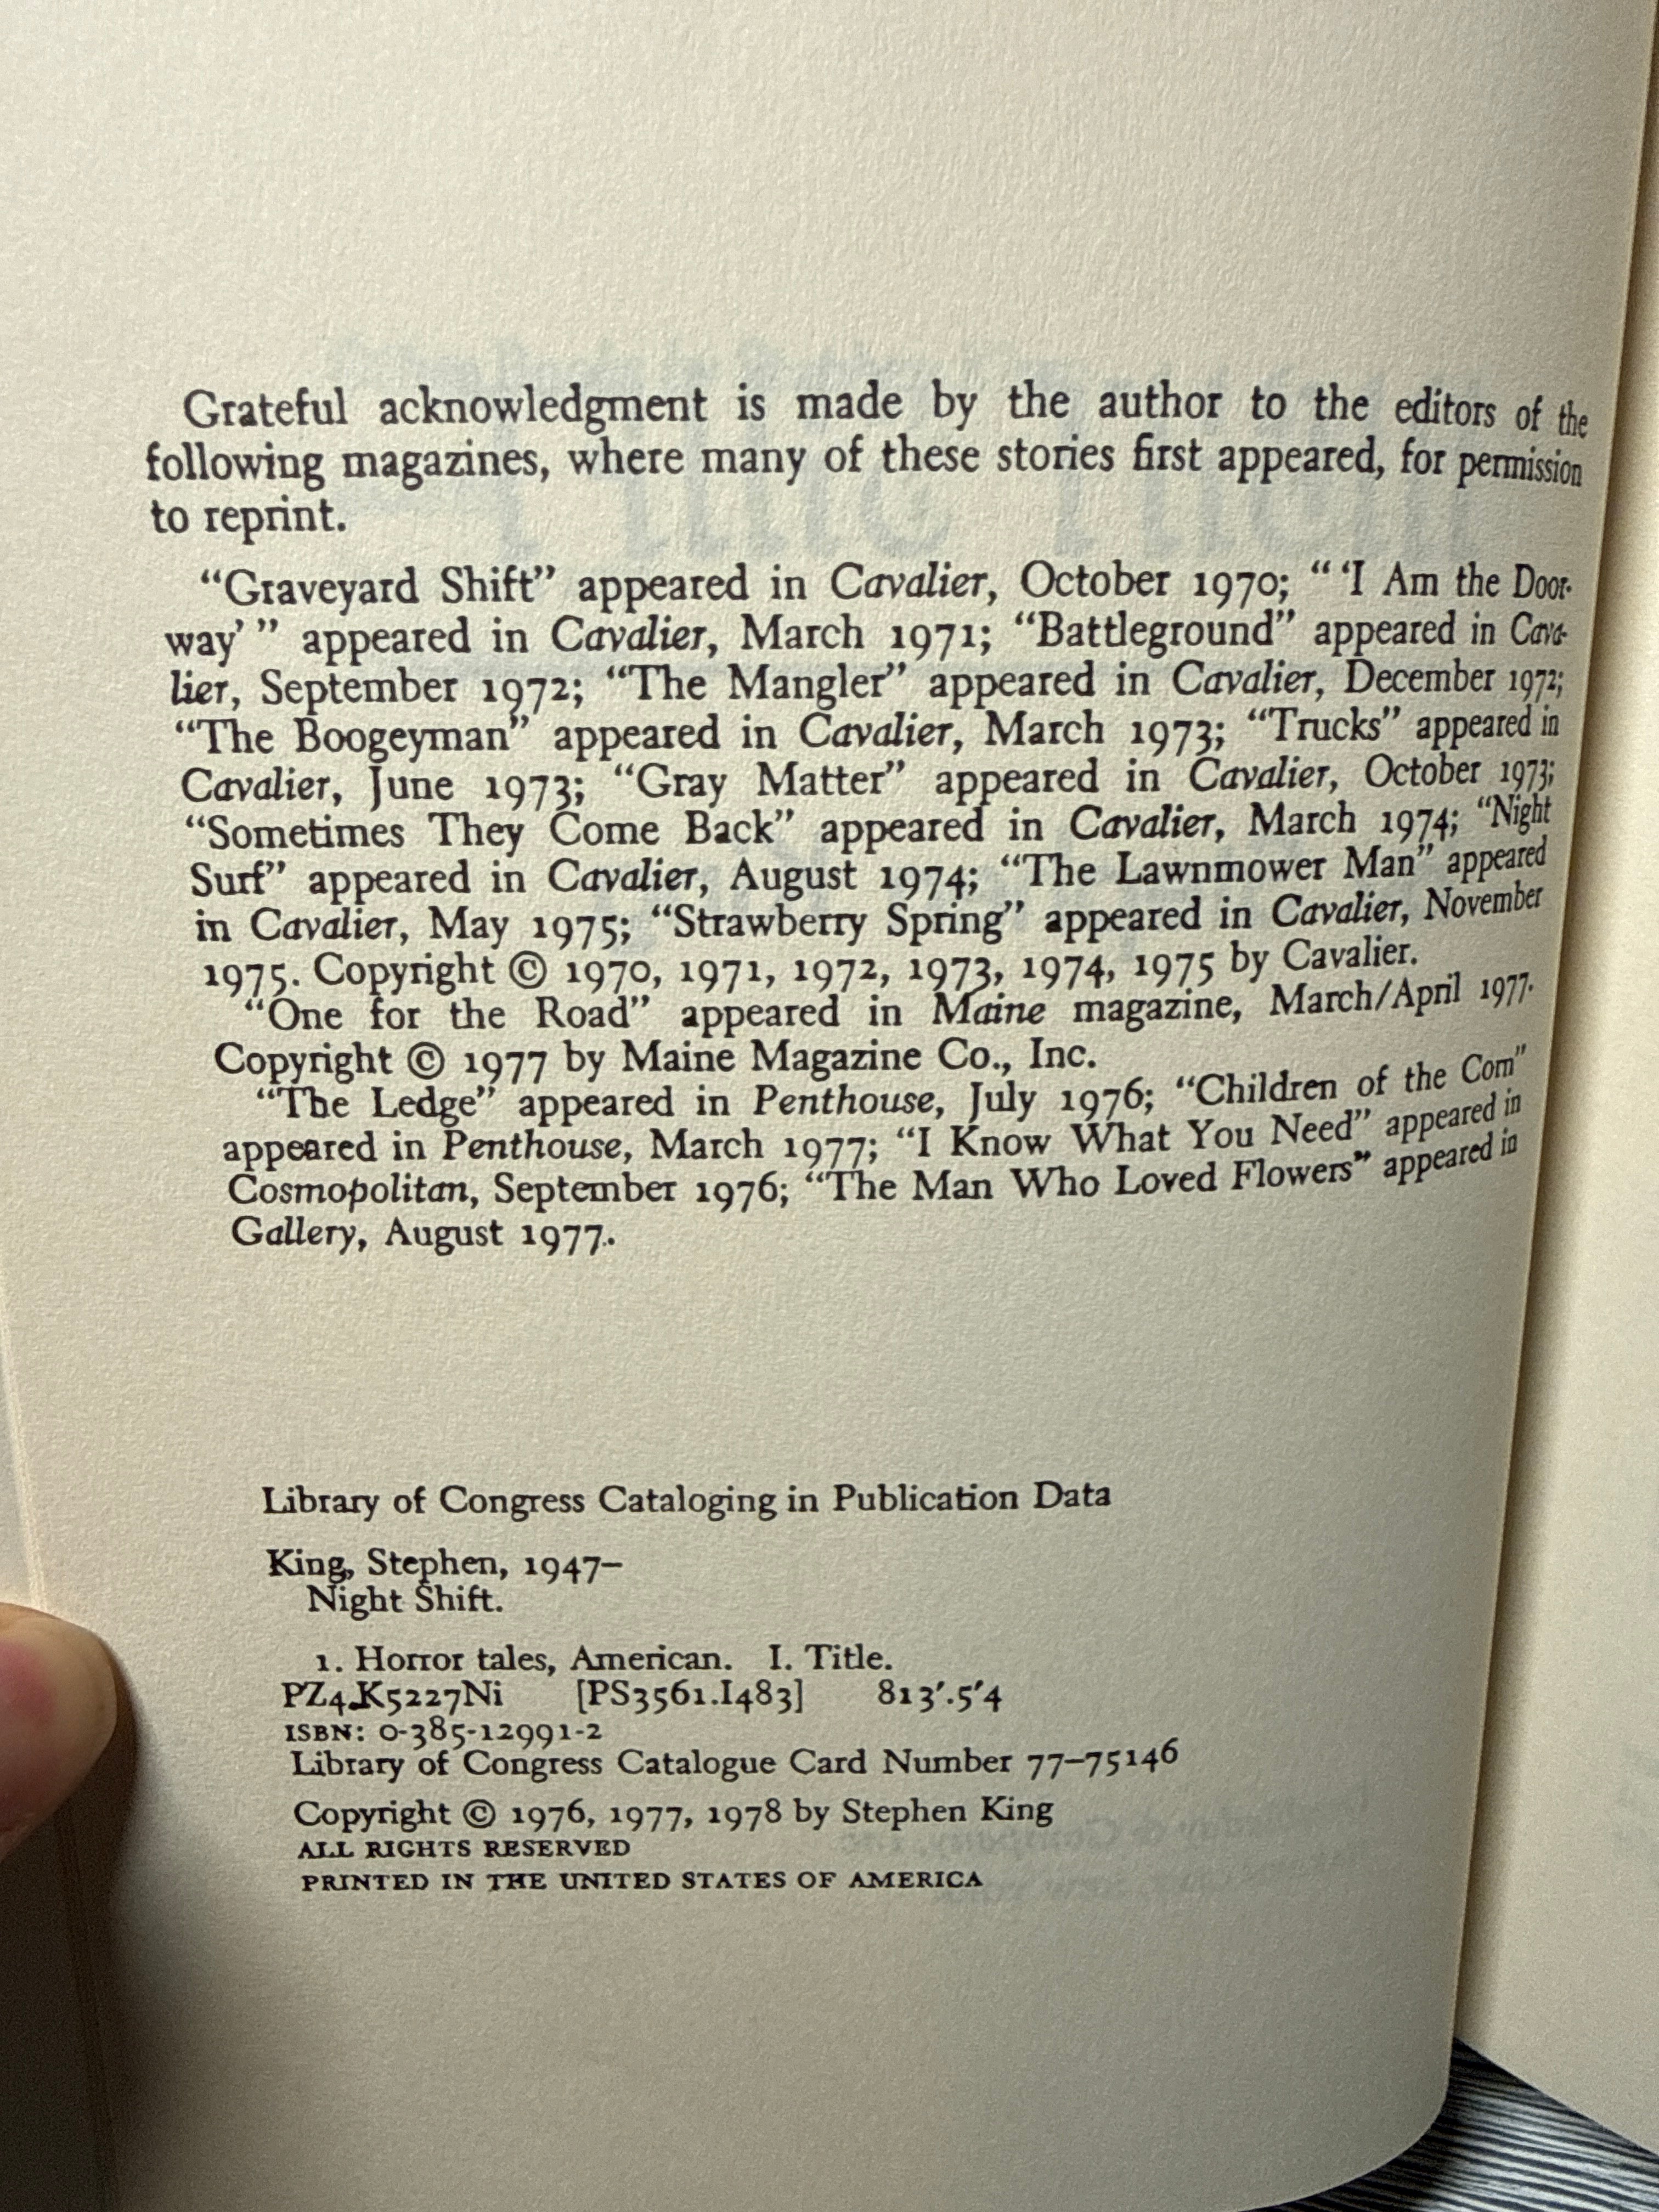 Grateful acknowledgment is made by the author to the editors of the
following magazines, where many of these stories first appeared, for permission
to reprint.
“Graveyard Shift” appeared in Cavalier, October 1970; “ ‘I Am the Door-
way’ ” appeared in Cavalier, March 1971; “Battleground” appeared in Cava-
lier, September 1972; “The Mangler” appeared in Cavalier, December 1972;
“The Boogeyman” appeared in Cavalier, March 1973; “Trucks” appeared in
Cavalier, June 1973; “Gray Matter” appeared in Cavalier, October 1973;
“Sometimes They Come Back” appeared in Cavalier, March 1974; “Night
Surf” appeared in Cavalier, August 1974; “The Lawnmower Man” appeared
in Cavalier, May 1975; “Strawberry Spring” appeared in Cavalier, November
1975. Copyright © 1970, 1971, 1972, 1973, 1974, 1975 by Cavalier.
“One for the Road” appeared in Maine magazine, March/April 1977.
Copyright © 1977 by Maine Magazine Co., Inc.
“The Ledge” appeared in Penthouse, July 1976; “Children of the Corn”
appeared in Penthouse, March 1977; “I Know What You Need” appeared in
Cosmopolitan, September 1976; “The Man Who Loved Flowers” appeared in
Gallery, August 1977.
Library of Congress Cataloging in Publication Data
King, Stephen, 1947–
Night Shift.
1. Horror tales, American. I. Title.
PZ4.K5227Ni [PS3561.I483] 813′.5′4
ISBN: 0-385-12991-2
Library of Congress Catalogue Card Number 77–75146
Copyright © 1976, 1977, 1978 by Stephen King
ALL RIGHTS RESERVED
PRINTED IN THE UNITED STATES OF AMERICA